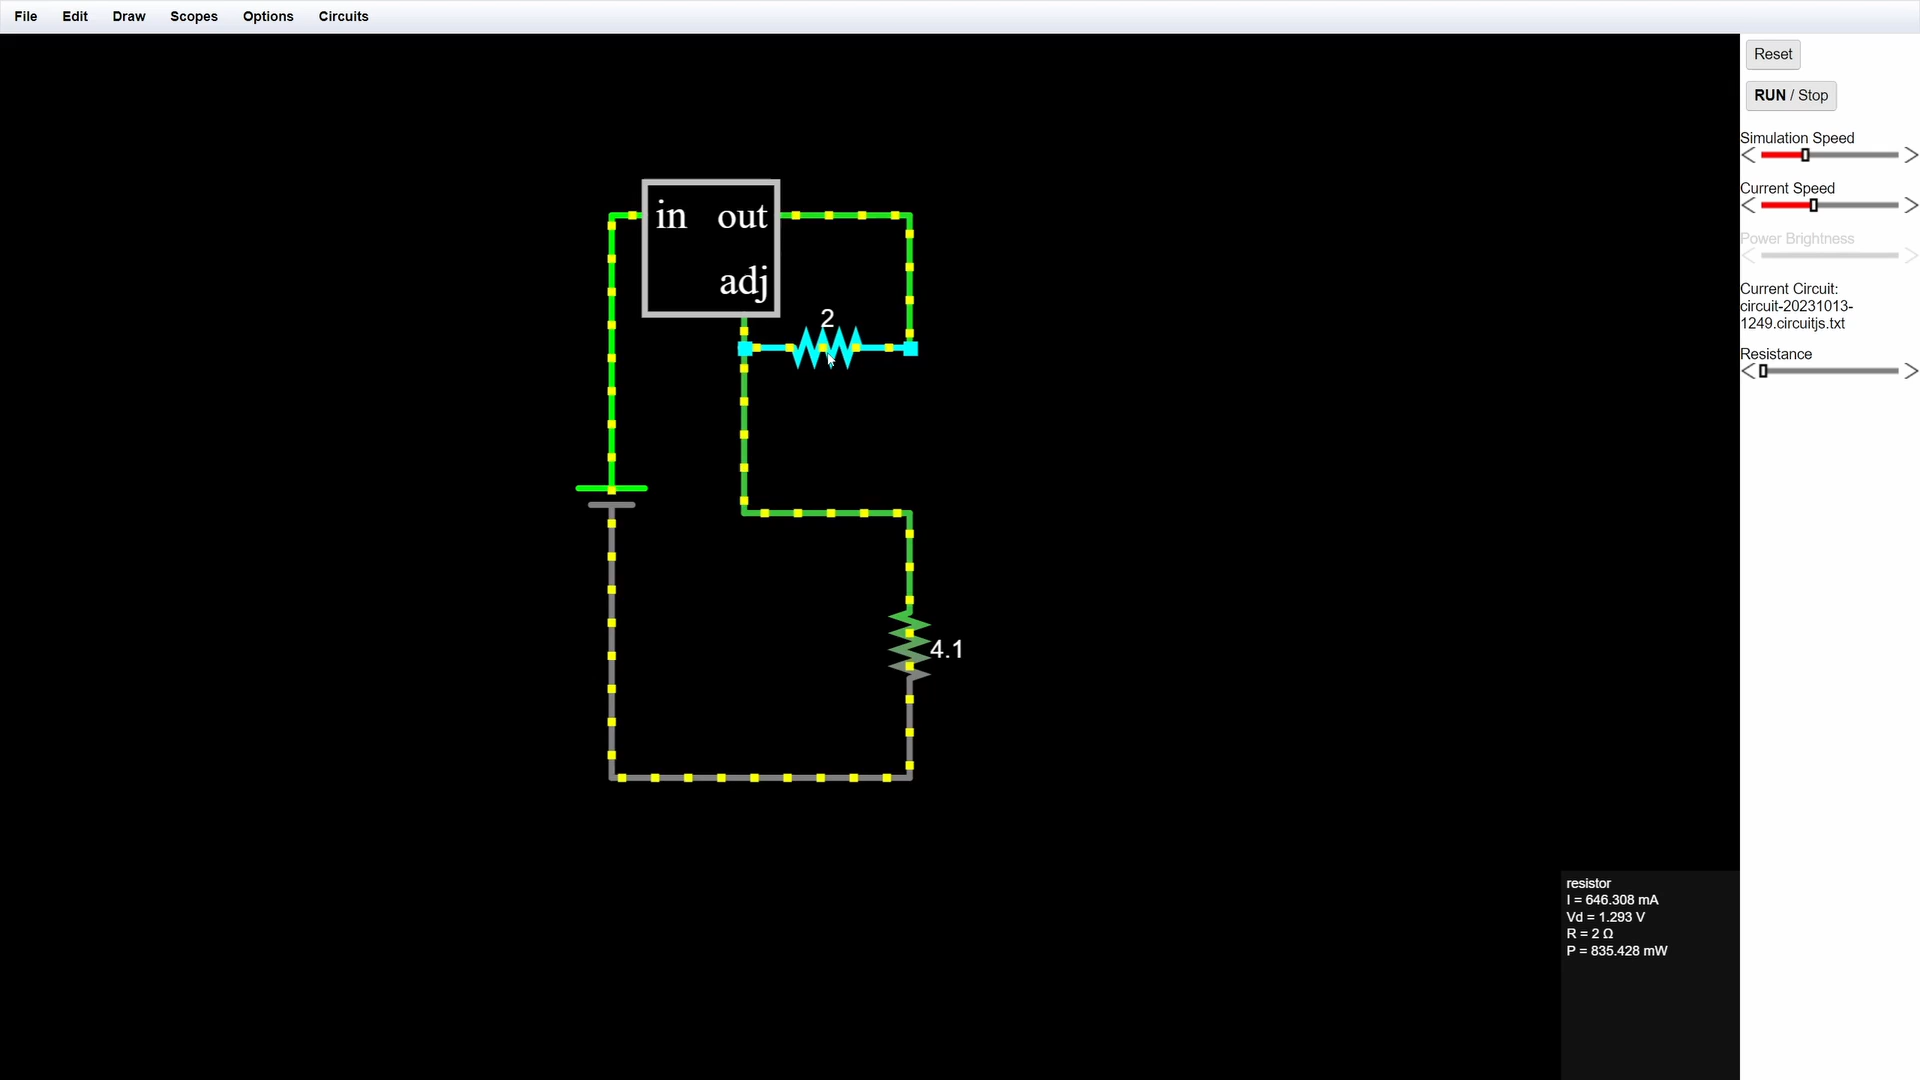 File Edit Draw Scopes Options Circuits
Reset
RUN / Stop
Simulation Speed
Current Speed
Power Brightness
Current Circuit:
circuit-20231013-
1249.circuitjs.txt
Resistance
in out
adj
2
4.1
resistor
I = 646.308 mA
Vd = 1.293 V
R = 2 Ω
P = 835.428 mW